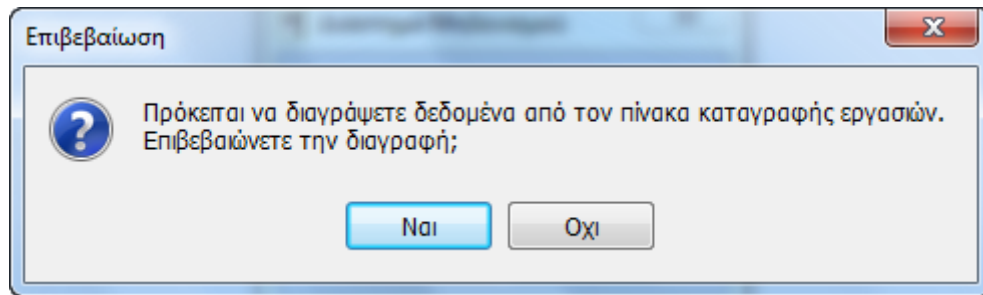 Επιβεβαίωση
Πρόκειται να διαγράψετε δεδομένα από τον πίνακα καταγραφής εργασιών.
Επιβεβαιώνετε την διαγραφή;
Ναι
Οχι